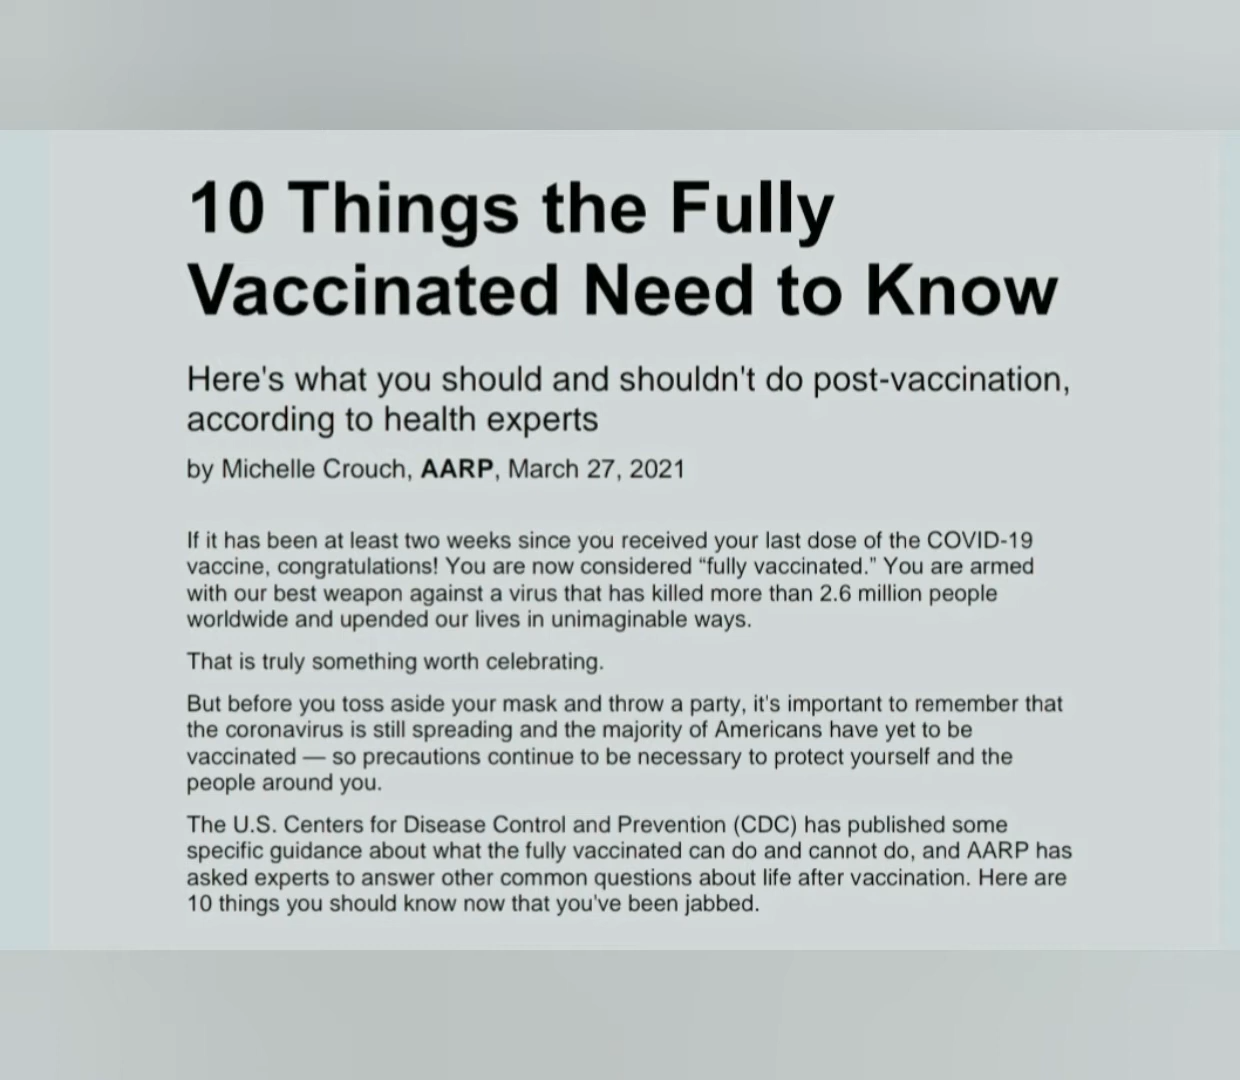 10 Things the Fully
Vaccinated Need to Know
Here's what you should and shouldn't do post-vaccination,
according to health experts
by Michelle Crouch, AARP, March 27, 2021
If it has been at least two weeks since you received your last dose of the COVID-19
vaccine, congratulations! You are now considered “fully vaccinated.” You are armed
with our best weapon against a virus that has killed more than 2.6 million people
worldwide and upended our lives in unimaginable ways.
That is truly something worth celebrating.
But before you toss aside your mask and throw a party, it's important to remember that
the coronavirus is still spreading and the majority of Americans have yet to be
vaccinated — so precautions continue to be necessary to protect yourself and the
people around you.
The U.S. Centers for Disease Control and Prevention (CDC) has published some
specific guidance about what the fully vaccinated can do and cannot do, and AARP has
asked experts to answer other common questions about life after vaccination. Here are
10 things you should know now that you've been jabbed.